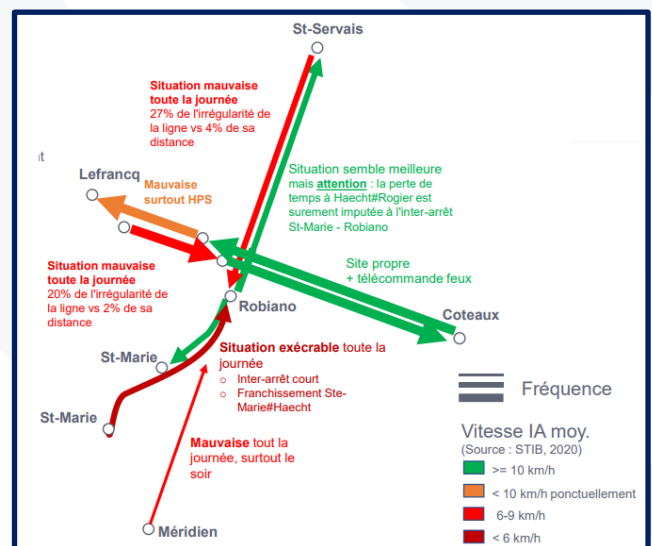 St-Servais
Situation mauvaise
toute la journée
27% de l'irrégularité de
la ligne vs 4% de sa
distance
nt
Lefrancq
Mauvaise
surtout HPS
Situation semble meilleure
mais attention : la perte de
temps à Haecht#Rogier est
surement imputée à l'inter-arrêt
St-Marie - Robiano
Site propre
+ télécommande feux
Situation mauvaise
toute la journée
20% de l'irrégularité de
la ligne vs 2% de sa
distance
Robiano
Coteaux
St-Marie
Situation exécrable toute la
journée
o Inter-arrêt court
o Franchissement Ste-
Marie#Haecht
St-Marie
Fréquence
Mauvaise tout la
journée, surtout le
soir
Vitesse IA moy.
(Source : STIB, 2020)
>= 10 km/h
< 10 km/h ponctuellement
6-9 km/h
< 6 km/h
Méridien